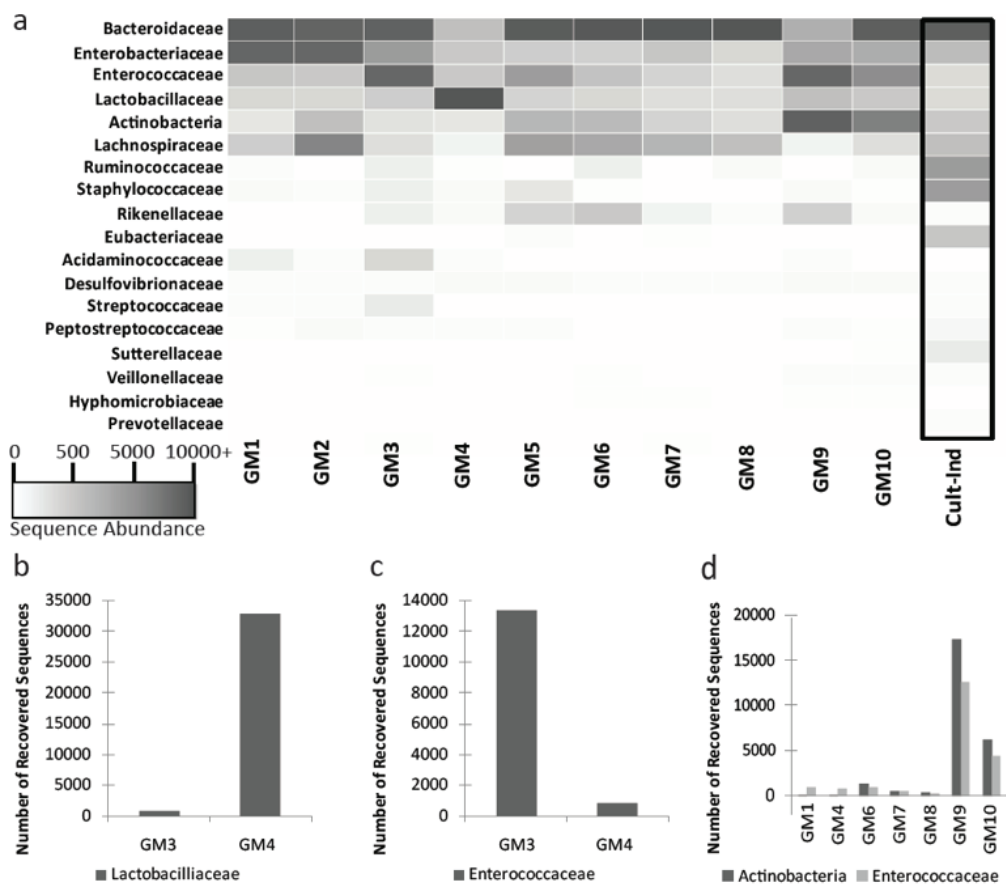 a
Bacteroidaceae
Enterobacteriaceae
Enterococcaceae
Lactobacillaceae
Actinobacteria
Lachnospiraceae
Ruminococcaceae
Staphylococcaceae
Rikenellaceae
Eubacteriaceae
Acidaminococcaceae
Desulfovibrionaceae
Streptococcaceae
Peptostreptococcaceae
Sutterellaceae
Veillonellaceae
Hyphomicrobiaceae
Prevotellaceae
0 500 5000 10000+
Sequence Abundance
GM1 GM2 GM3 GM4 GM5 GM6 GM7 GM8 GM9 GM10 Cult-Ind
b
Number of Recovered Sequences
35000
30000
25000
20000
15000
10000
5000
0
GM3 GM4
Lactobacilliaceae
c
Number of Recovered Sequences
14000
12000
10000
8000
6000
4000
2000
0
GM3 GM4
Enterococcaceae
d
Number of Recovered Sequences
20000
15000
10000
5000
0
GM1 GM4 GM6 GM7 GM8 GM9 GM10
Actinobacteria Enterococcaceae